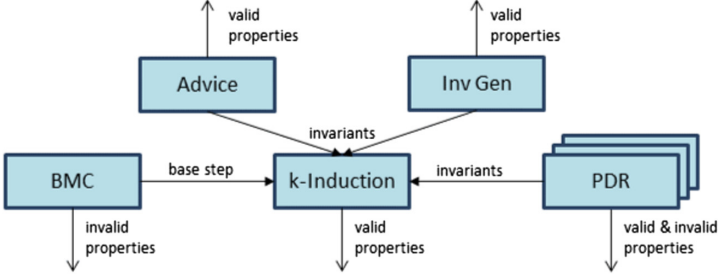 valid
properties
valid
properties
Advice
Inv Gen
invariants
BMC
base step
k-Induction
invariants
PDR
invalid
properties
valid
properties
valid & invalid
properties